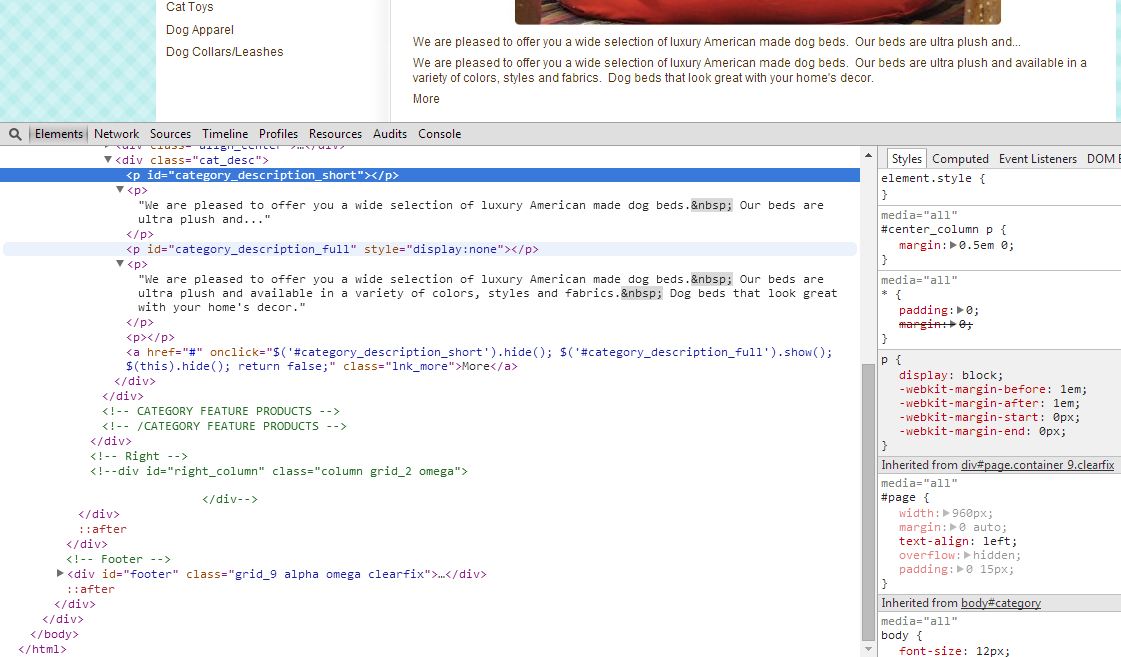 Cat Toys
Dog Apparel
Dog Collars/Leashes
We are pleased to offer you a wide selection of luxury American made dog beds.  Our beds are ultra plush and...
We are pleased to offer you a wide selection of luxury American made dog beds.  Our beds are ultra plush and available in a
variety of colors, styles and fabrics.  Dog beds that look great with your home's decor.
More
Elements Network Sources Timeline Profiles Resources Audits Console
<div class="align_center">…</div>
<div class="cat_desc">
<p id="category_description_short"></p>
<p>
"We are pleased to offer you a wide selection of luxury American made dog beds.&nbsp; Our beds are
ultra plush and..."
</p>
<p id="category_description_full" style="display:none"></p>
<p>
"We are pleased to offer you a wide selection of luxury American made dog beds.&nbsp; Our beds are
ultra plush and available in a variety of colors, styles and fabrics.&nbsp; Dog beds that look great
with your home's decor."
</p>
<p></p>
<a href="#" onclick="$('#category_description_short').hide(); $('#category_description_full').show();
$(this).hide(); return false;" class="lnk_more">More</a>
</div>
</div>
<!-- CATEGORY FEATURE PRODUCTS -->
<!-- /CATEGORY FEATURE PRODUCTS -->
</div>
<!-- Right -->
<!--div id="right_column" class="column grid_2 omega">
</div-->
</div>
::after
</div>
<!-- Footer -->
<div id="footer" class="grid_9 alpha omega clearfix">…</div>
::after
</div>
</div>
</body>
</html>
Styles Computed Event Listeners DOM
element.style {
}
media="all"
#center_column p {
margin: 0.5em 0;
}
media="all"
* {
padding: 0;
margin: 0;
}
p {
display: block;
-webkit-margin-before: 1em;
-webkit-margin-after: 1em;
-webkit-margin-start: 0px;
-webkit-margin-end: 0px;
}
Inherited from div#page.container_9.clearfix
media="all"
#page {
width: 960px;
margin: 0 auto;
text-align: left;
overflow: hidden;
padding: 0 15px;
}
Inherited from body#category
media="all"
body {
font-size: 12px;